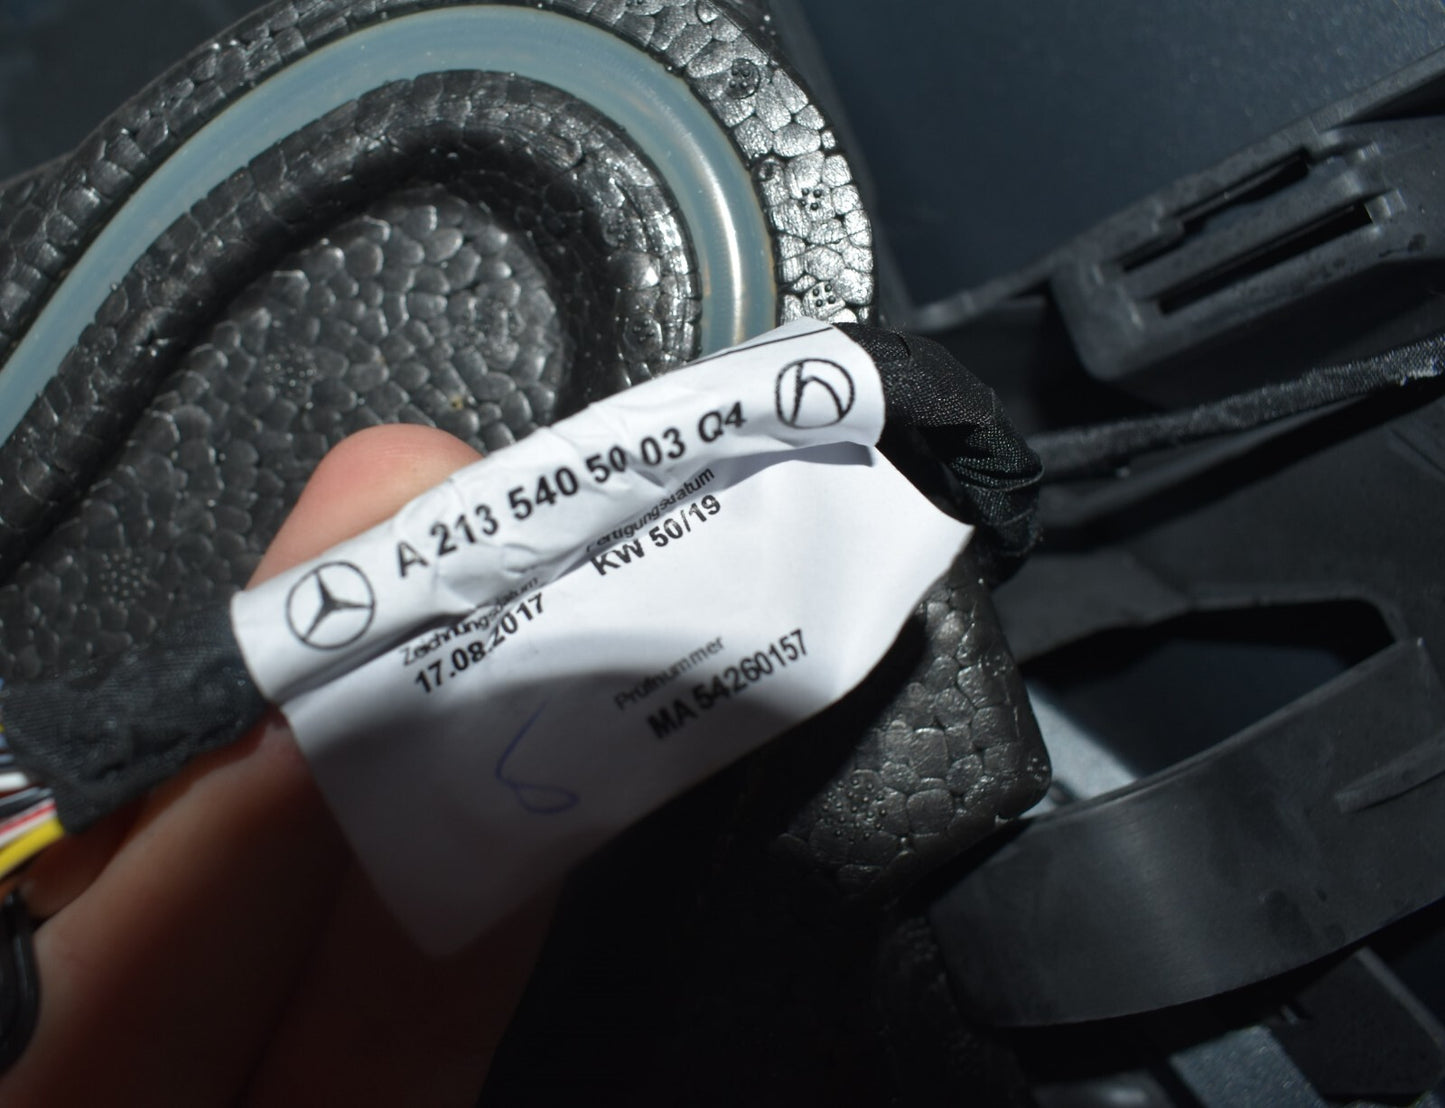 A 213 540 50 03 Q4
Zeichnungsdatum
17.08.2017
Fertigungsdatum
KW 50/19
Prüfnummer
MA 54260157